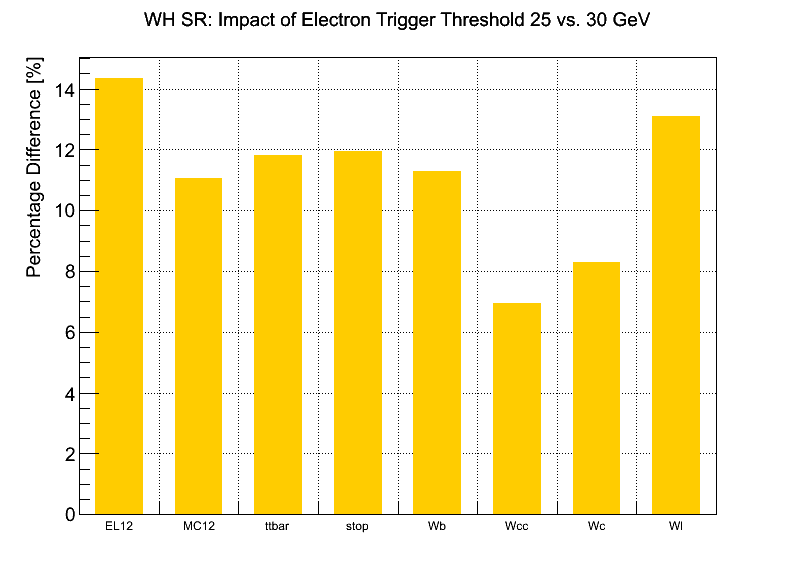 WH SR: Impact of Electron Trigger Threshold 25 vs. 30 GeV
Percentage Difference [%]
14
12
10
8
6
4
2
0
EL12 MC12 ttbar stop Wb Wcc Wc Wl